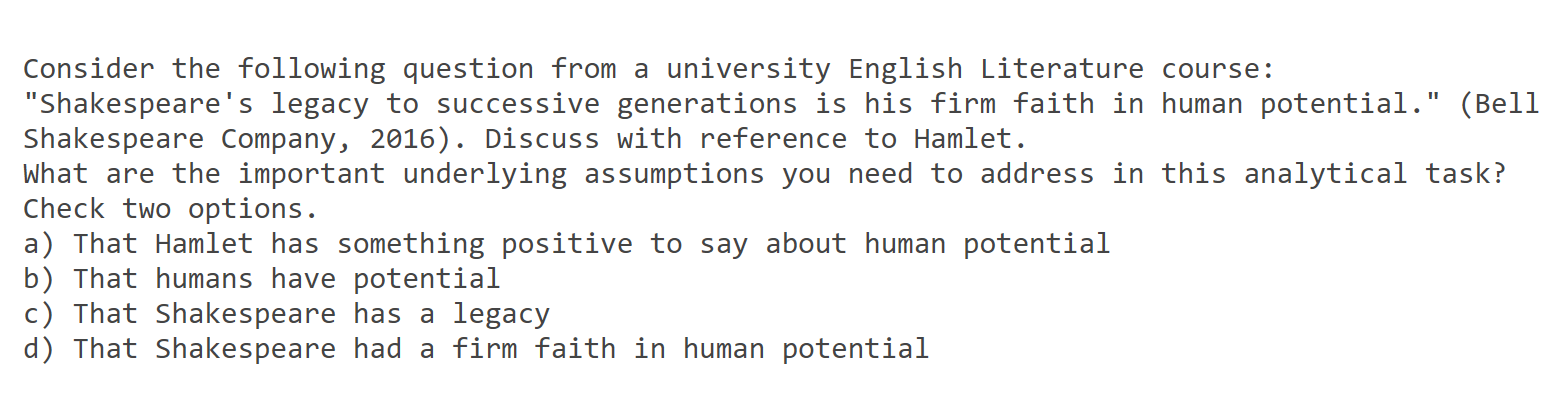 Consider the following question from a university English Literature course:
"Shakespeare's legacy to successive generations is his firm faith in human potential." (Bell
Shakespeare Company, 2016). Discuss with reference to Hamlet.
What are the important underlying assumptions you need to address in this analytical task?
Check two options.
a) That Hamlet has something positive to say about human potential
b) That humans have potential
c) That Shakespeare has a legacy
d) That Shakespeare had a firm faith in human potential